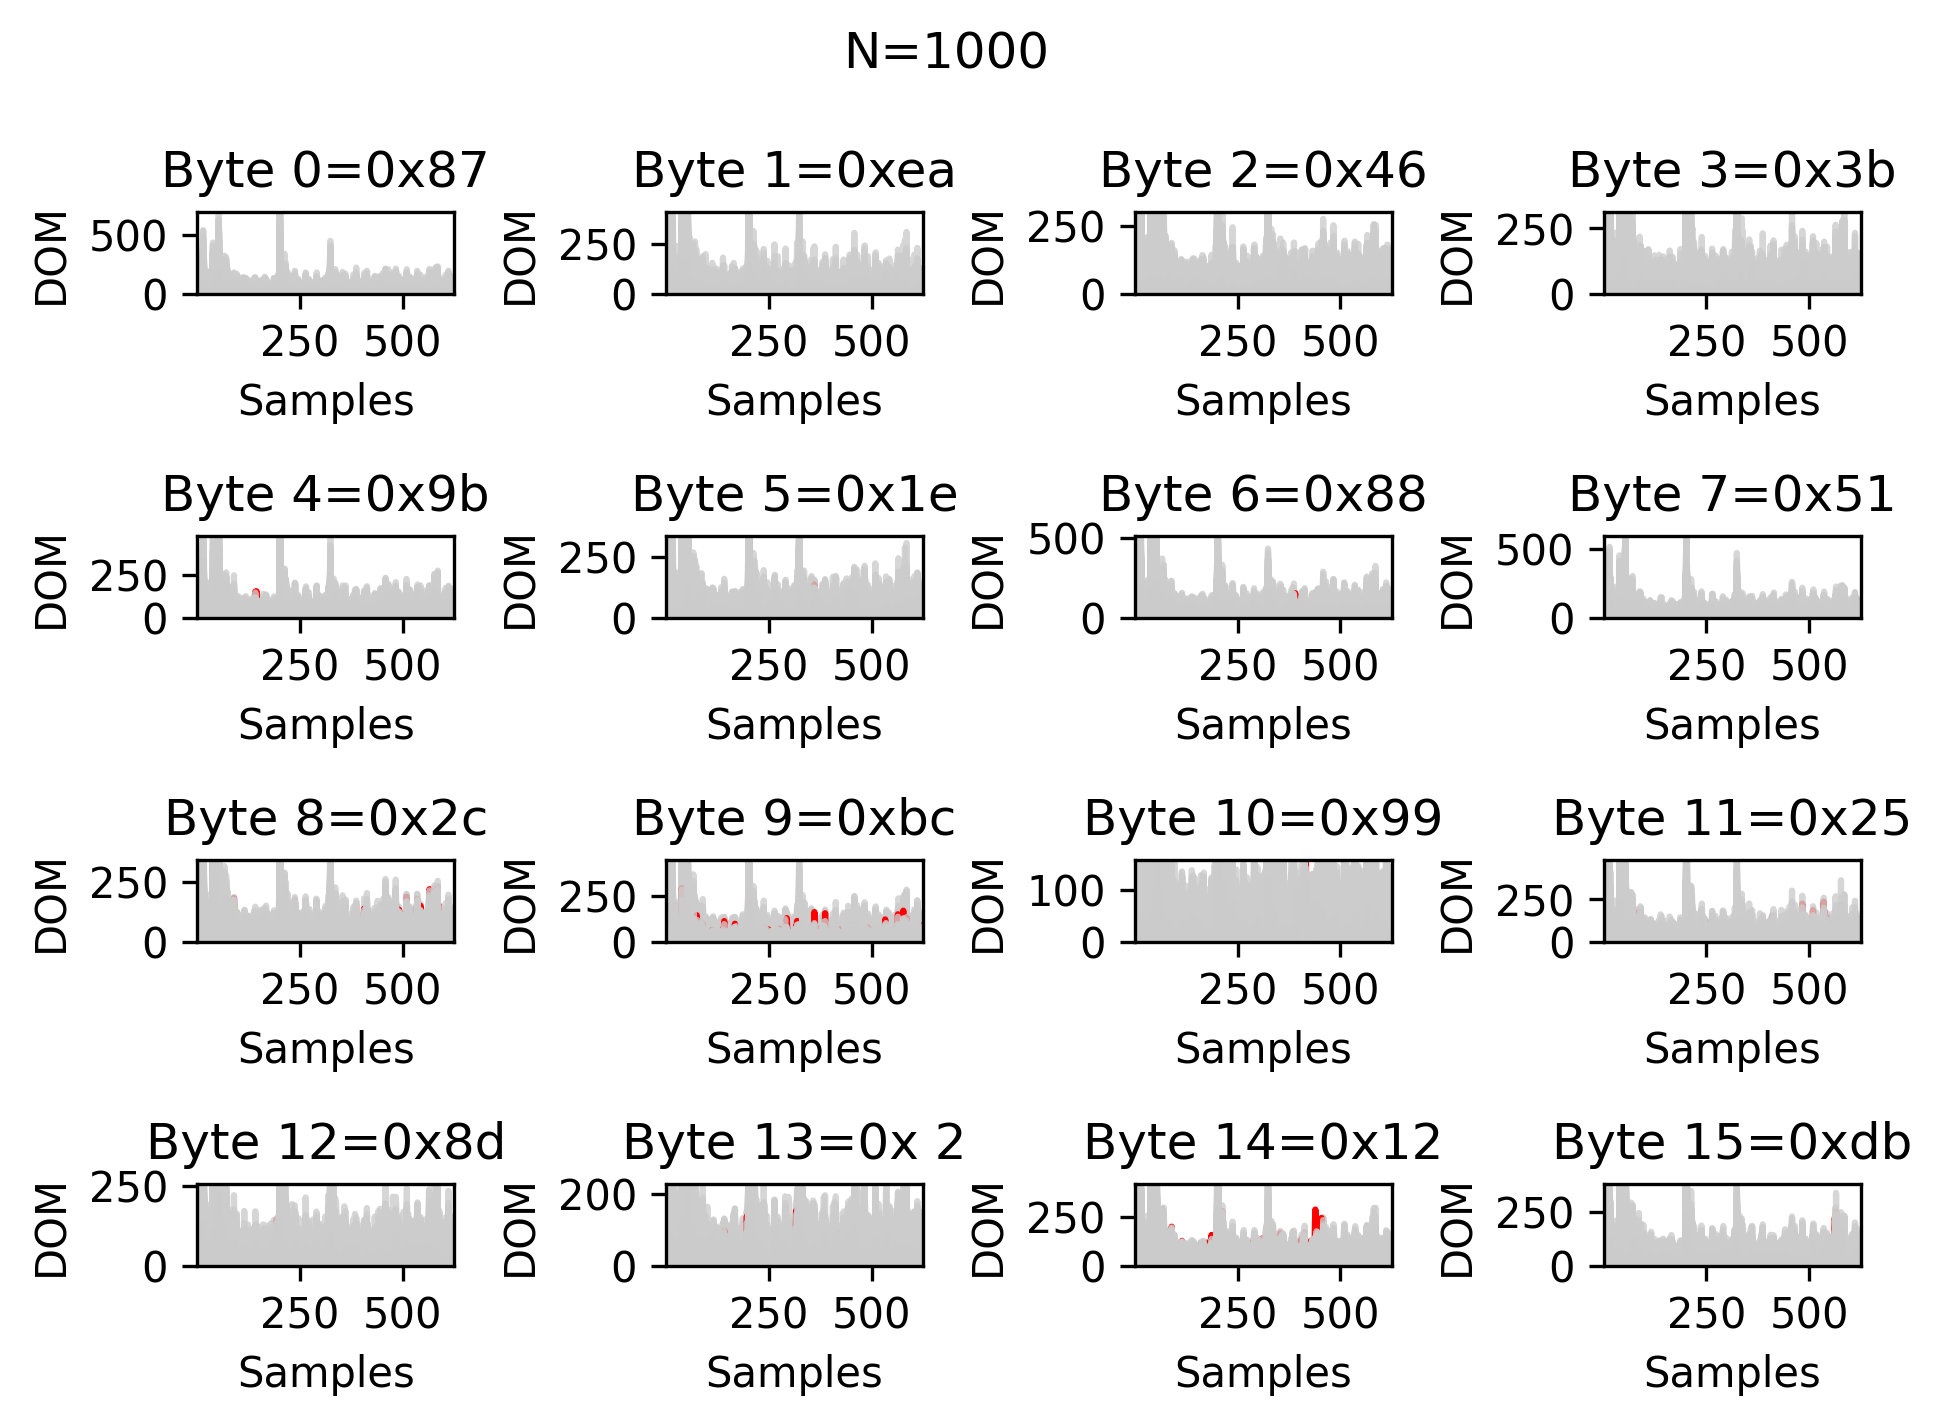 N=1000
Byte 0=0x87
Byte 1=0xea
Byte 2=0x46
Byte 3=0x3b
DOM
500
0
250 500
Samples
DOM
250
0
250 500
Samples
DOM
250
0
250 500
Samples
DOM
250
0
250 500
Samples
Byte 4=0x9b
Byte 5=0x1e
Byte 6=0x88
Byte 7=0x51
DOM
250
0
250 500
Samples
DOM
250
0
250 500
Samples
DOM
500
0
250 500
Samples
DOM
500
0
250 500
Samples
Byte 8=0x2c
Byte 9=0xbc
Byte 10=0x99
Byte 11=0x25
DOM
250
0
250 500
Samples
DOM
250
0
250 500
Samples
DOM
100
0
250 500
Samples
DOM
250
0
250 500
Samples
Byte 12=0x8d
Byte 13=0x 2
Byte 14=0x12
Byte 15=0xdb
DOM
250
0
250 500
Samples
DOM
200
0
250 500
Samples
DOM
250
0
250 500
Samples
DOM
250
0
250 500
Samples